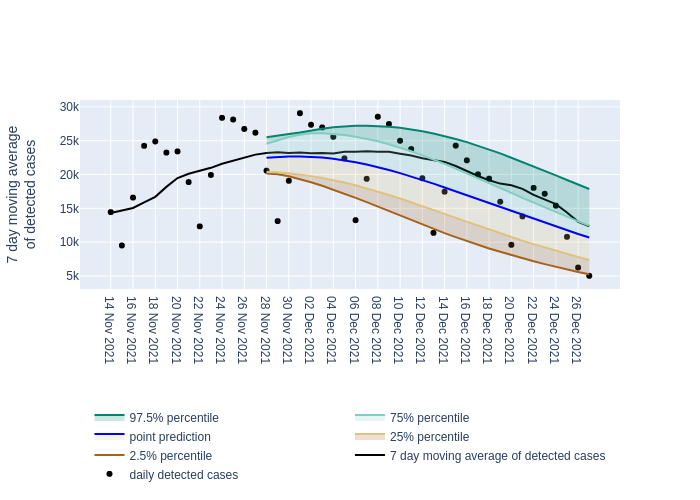 7 day moving average
of detected cases
30k
25k
20k
15k
10k
5k
14 Nov 2021
16 Nov 2021
18 Nov 2021
20 Nov 2021
22 Nov 2021
24 Nov 2021
26 Nov 2021
28 Nov 2021
30 Nov 2021
02 Dec 2021
04 Dec 2021
06 Dec 2021
08 Dec 2021
10 Dec 2021
12 Dec 2021
14 Dec 2021
16 Dec 2021
18 Dec 2021
20 Dec 2021
22 Dec 2021
24 Dec 2021
26 Dec 2021
97.5% percentile
75% percentile
point prediction
25% percentile
2.5% percentile
7 day moving average of detected cases
daily detected cases